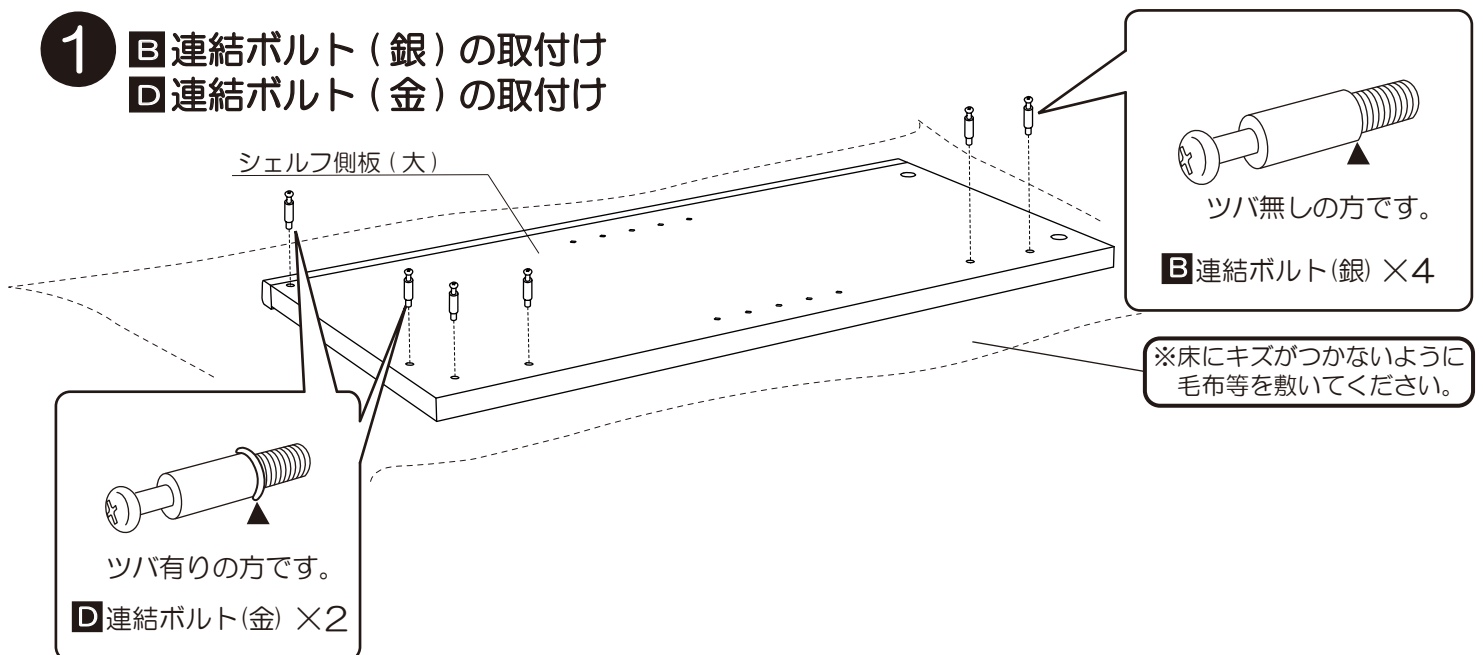 1 B連結ボルト(銀)の取付け
D連結ボルト(金)の取付け
シェルフ側板(大)
ツバ無しの方です。
B連結ボルト(銀) ×4
※床にキズがつかないように
毛布等を敷いてください。
ツバ有りの方です。
D連結ボルト(金) ×2